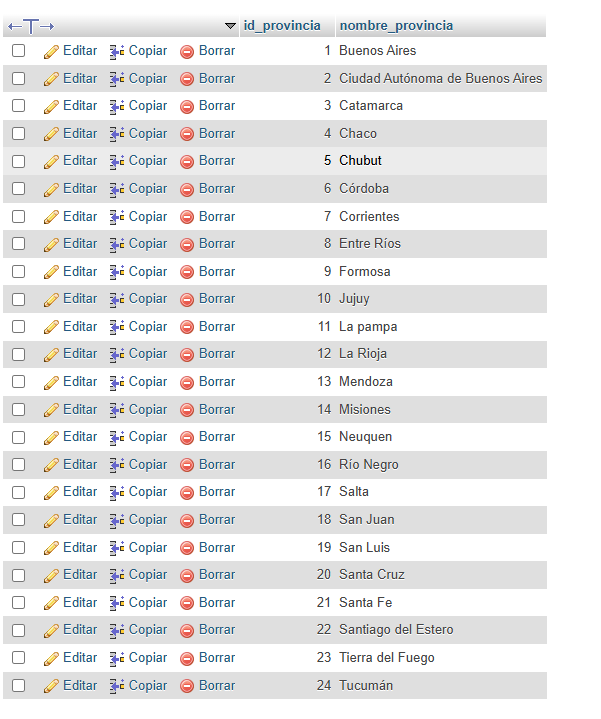 id_provincia nombre_provincia
Editar Copiar Borrar 1 Buenos Aires
Editar Copiar Borrar 2 Ciudad Autónoma de Buenos Aires
Editar Copiar Borrar 3 Catamarca
Editar Copiar Borrar 4 Chaco
Editar Copiar Borrar 5 Chubut
Editar Copiar Borrar 6 Córdoba
Editar Copiar Borrar 7 Corrientes
Editar Copiar Borrar 8 Entre Ríos
Editar Copiar Borrar 9 Formosa
Editar Copiar Borrar 10 Jujuy
Editar Copiar Borrar 11 La pampa
Editar Copiar Borrar 12 La Rioja
Editar Copiar Borrar 13 Mendoza
Editar Copiar Borrar 14 Misiones
Editar Copiar Borrar 15 Neuquen
Editar Copiar Borrar 16 Río Negro
Editar Copiar Borrar 17 Salta
Editar Copiar Borrar 18 San Juan
Editar Copiar Borrar 19 San Luis
Editar Copiar Borrar 20 Santa Cruz
Editar Copiar Borrar 21 Santa Fe
Editar Copiar Borrar 22 Santiago del Estero
Editar Copiar Borrar 23 Tierra del Fuego
Editar Copiar Borrar 24 Tucumán